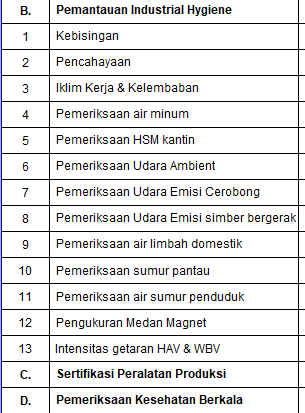 B. Pemantauan Industrial Hygiene
1 Kebisingan
2 Pencahayaan
3 Iklim Kerja & Kelembaban
4 Pemeriksaan air minum
5 Pemeriksaan HSM kantin
6 Pemeriksaan Udara Ambient
7 Pemeriksaan Udara Emisi Cerobong
8 Pemeriksaan Udara Emisi simber bergerak
9 Pemeriksaan air limbah domestik
10 Pemeriksaan sumur pantau
11 Pemeriksaan air sumur penduduk
12 Pengukuran Medan Magnet
13 Intensitas getaran HAV & WBV
C. Sertifikasi Peralatan Produksi
D. Pemeriksaan Kesehatan Berkala